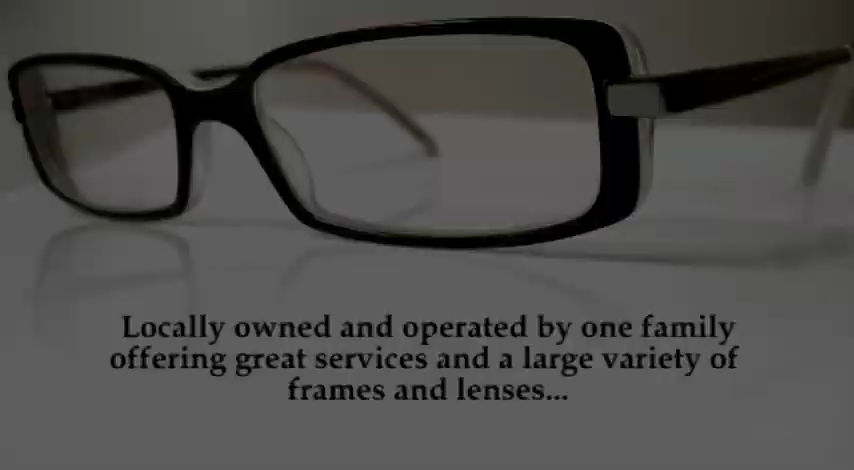 Locally owned and operated by one family
offering great services and a large variety of
frames and lenses...